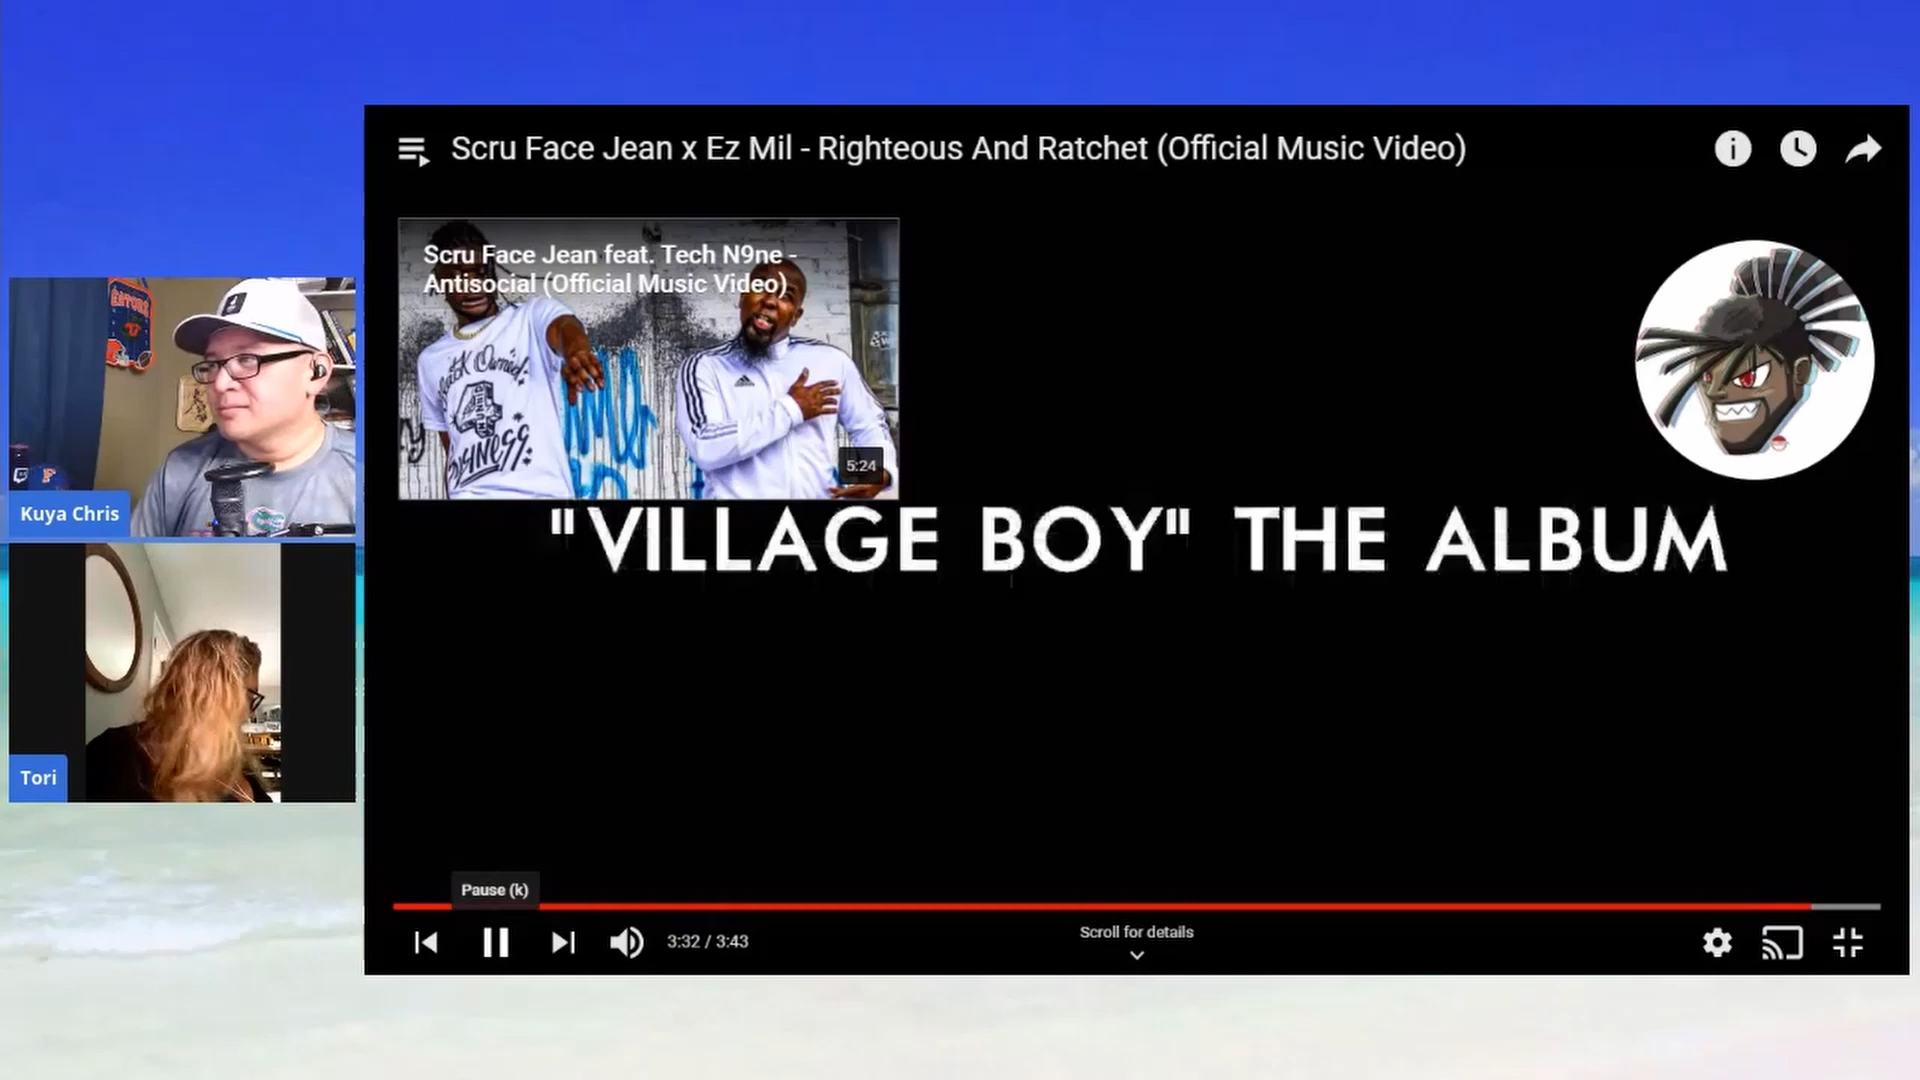 Scru Face Jean x Ez Mil - Righteous And Ratchet (Official Music Video)
Scru Face Jean feat. Tech N9ne -
Antisocial (Official Music Video)
5:24
GATORS
F
Kuya Chris
Tori
"VILLAGE BOY" THE ALBUM
Pause (k)
3:32 / 3:43
Scroll for details